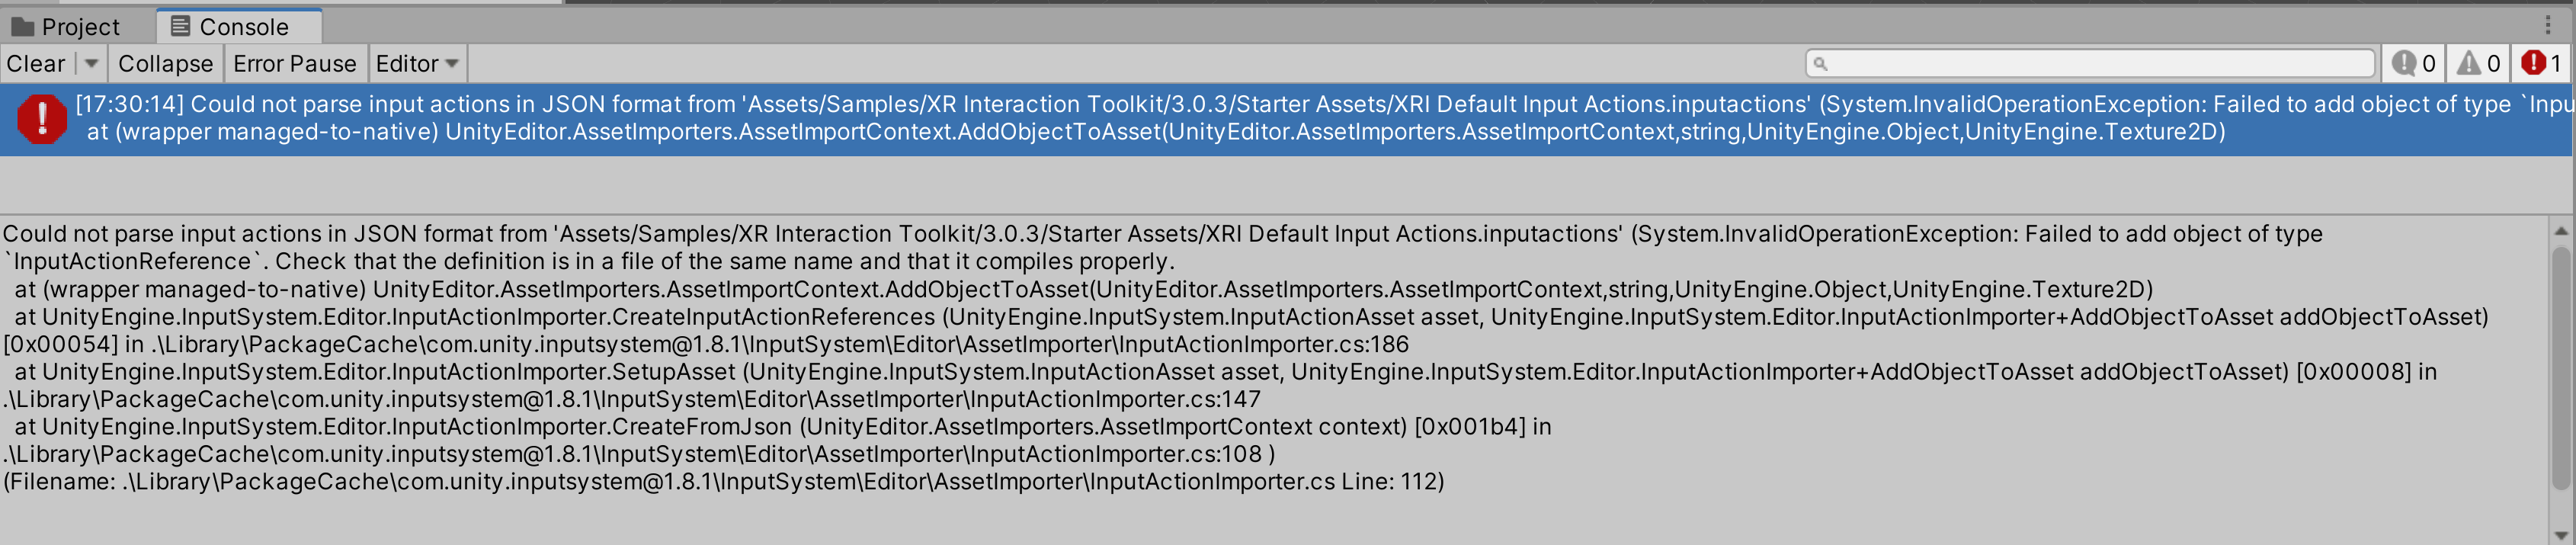 Project
Console
Clear
Collapse
Error Pause
Editor
0
0
1
[17:30:14] Could not parse input actions in JSON format from 'Assets/Samples/XR Interaction Toolkit/3.0.3/Starter Assets/XRI Default Input Actions.inputactions' (System.InvalidOperationException: Failed to add object of type `Inpu
at (wrapper managed-to-native) UnityEditor.AssetImporters.AssetImportContext.AddObjectToAsset(UnityEditor.AssetImporters.AssetImportContext,string,UnityEngine.Object,UnityEngine.Texture2D)
Could not parse input actions in JSON format from 'Assets/Samples/XR Interaction Toolkit/3.0.3/Starter Assets/XRI Default Input Actions.inputactions' (System.InvalidOperationException: Failed to add object of type
`InputActionReference`. Check that the definition is in a file of the same name and that it compiles properly.
at (wrapper managed-to-native) UnityEditor.AssetImporters.AssetImportContext.AddObjectToAsset(UnityEditor.AssetImporters.AssetImportContext,string,UnityEngine.Object,UnityEngine.Texture2D)
at UnityEngine.InputSystem.Editor.InputActionImporter.CreateInputActionReferences (UnityEngine.InputSystem.InputActionAsset asset, UnityEngine.InputSystem.Editor.InputActionImporter+AddObjectToAsset addObjectToAsset)
[0x00054] in .\Library\PackageCache\com.unity.inputsystem@1.8.1\InputSystem\Editor\AssetImporter\InputActionImporter.cs:186
at UnityEngine.InputSystem.Editor.InputActionImporter.SetupAsset (UnityEngine.InputSystem.InputActionAsset asset, UnityEngine.InputSystem.Editor.InputActionImporter+AddObjectToAsset addObjectToAsset) [0x00008] in
.\Library\PackageCache\com.unity.inputsystem@1.8.1\InputSystem\Editor\AssetImporter\InputActionImporter.cs:147
at UnityEngine.InputSystem.Editor.InputActionImporter.CreateFromJson (UnityEditor.AssetImporters.AssetImportContext context) [0x001b4] in
.\Library\PackageCache\com.unity.inputsystem@1.8.1\InputSystem\Editor\AssetImporter\InputActionImporter.cs:108 )
(Filename: .\Library\PackageCache\com.unity.inputsystem@1.8.1\InputSystem\Editor\AssetImporter\InputActionImporter.cs Line: 112)